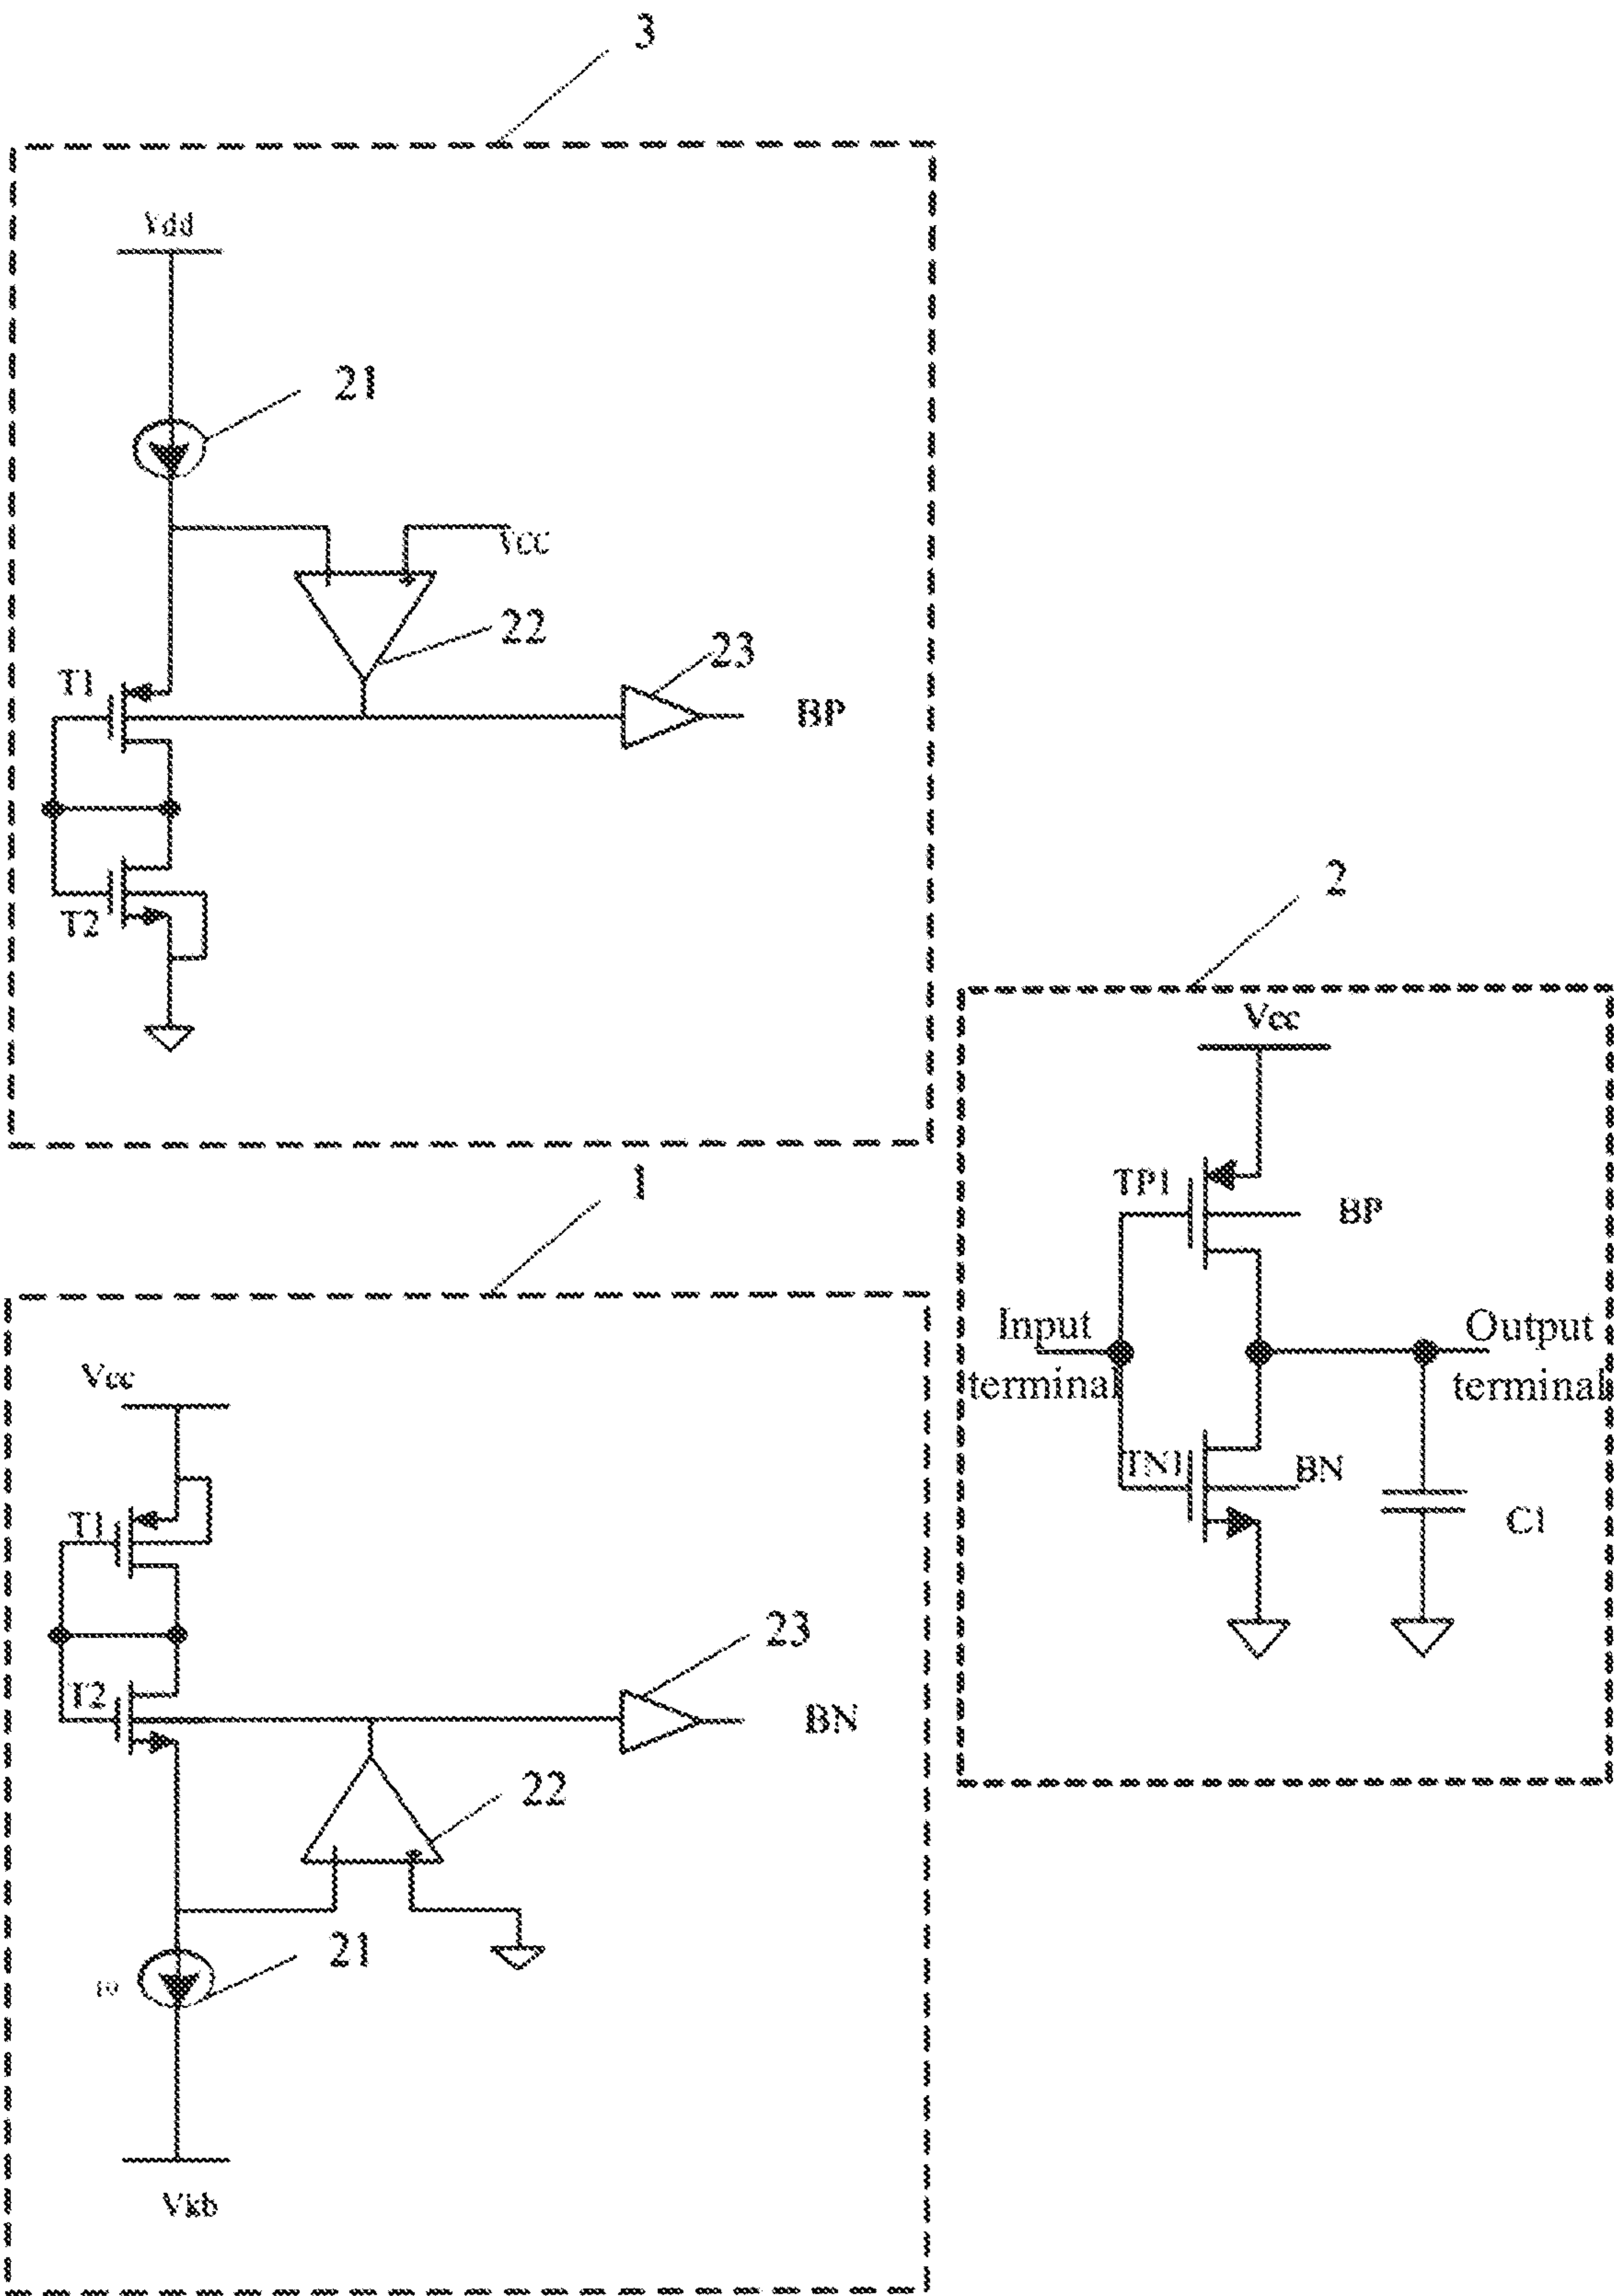 3
Vdd
21
Vcc
22
23
T1
BP
T2
2
Vcc
1
TP1
BP
Input
terminal
Output
terminal
Vcc
TN1
BN
C1
T1
23
T2
BN
22
21
Vkb